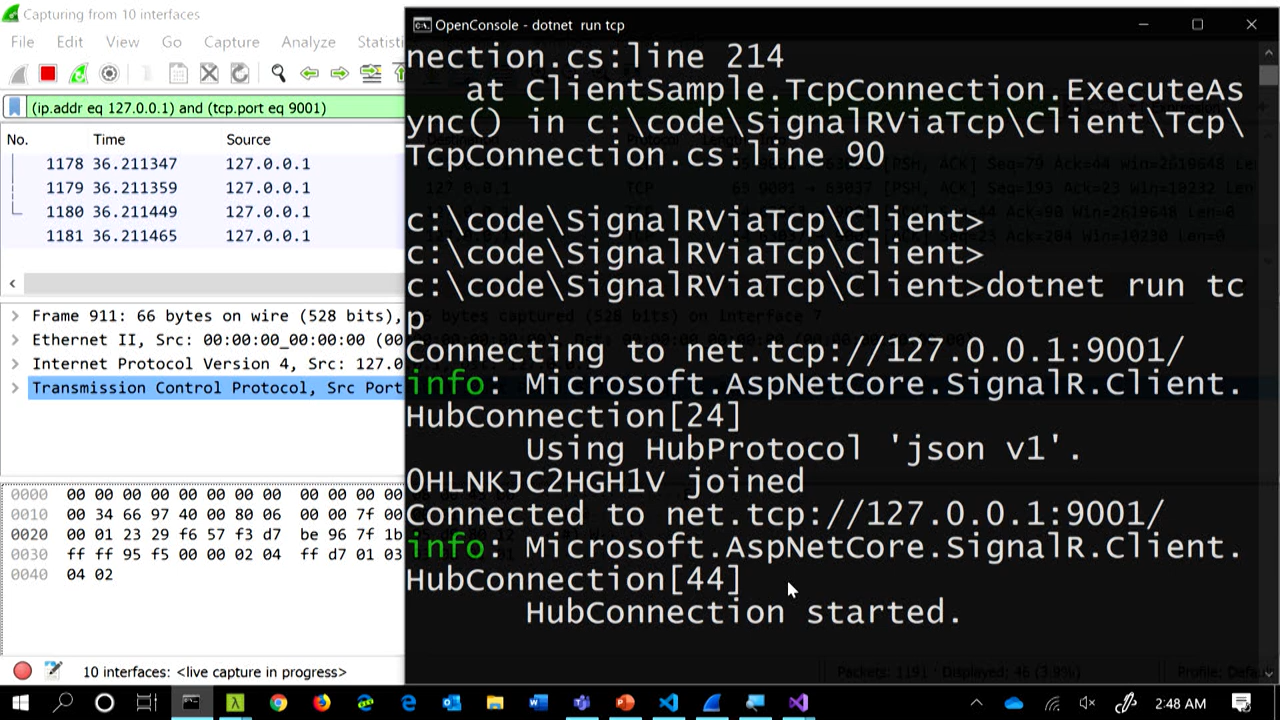 Capturing from 10 interfaces
File Edit View Go Capture Analyze Statisti
(ip.addr eq 127.0.0.1) and (tcp.port eq 9001)
No. Time Source
1178 36.211347 127.0.0.1
1179 36.211359 127.0.0.1
1180 36.211449 127.0.0.1
1181 36.211465 127.0.0.1
Frame 911: 66 bytes on wire (528 bits),
Ethernet II, Src: 00:00:00_00:00:00 (00
Internet Protocol Version 4, Src: 127.0
Transmission Control Protocol, Src Port
0000 00 00 00 00 00 00 00 00 00 00 00
0010 00 34 66 97 40 00 80 06 00 00 7f 00
0020 00 01 23 29 f6 57 f3 d7 be 96 7f 1b
0030 ff ff 95 f5 00 00 02 04 ff d7 01 03
0040 04 02
10 interfaces: <live capture in progress>
OpenConsole - dotnet run tcp
nection.cs:line 214
at ClientSample.TcpConnection.ExecuteAs
ync() in c:\code\SignalRViaTcp\Client\Tcp\
TcpConnection.cs:line 90
c:\code\SignalRViaTcp\Client>
c:\code\SignalRViaTcp\Client>
c:\code\SignalRViaTcp\Client>dotnet run tc
p
Connecting to net.tcp://127.0.0.1:9001/
info: Microsoft.AspNetCore.SignalR.Client.
HubConnection[24]
Using HubProtocol 'json v1'.
0HLNKJC2HGH1V joined
Connected to net.tcp://127.0.0.1:9001/
info: Microsoft.AspNetCore.SignalR.Client.
HubConnection[44]
HubConnection started.
Packets: 1191 · Displayed: 46 (3.9%) Profile: Defau
2:48 AM